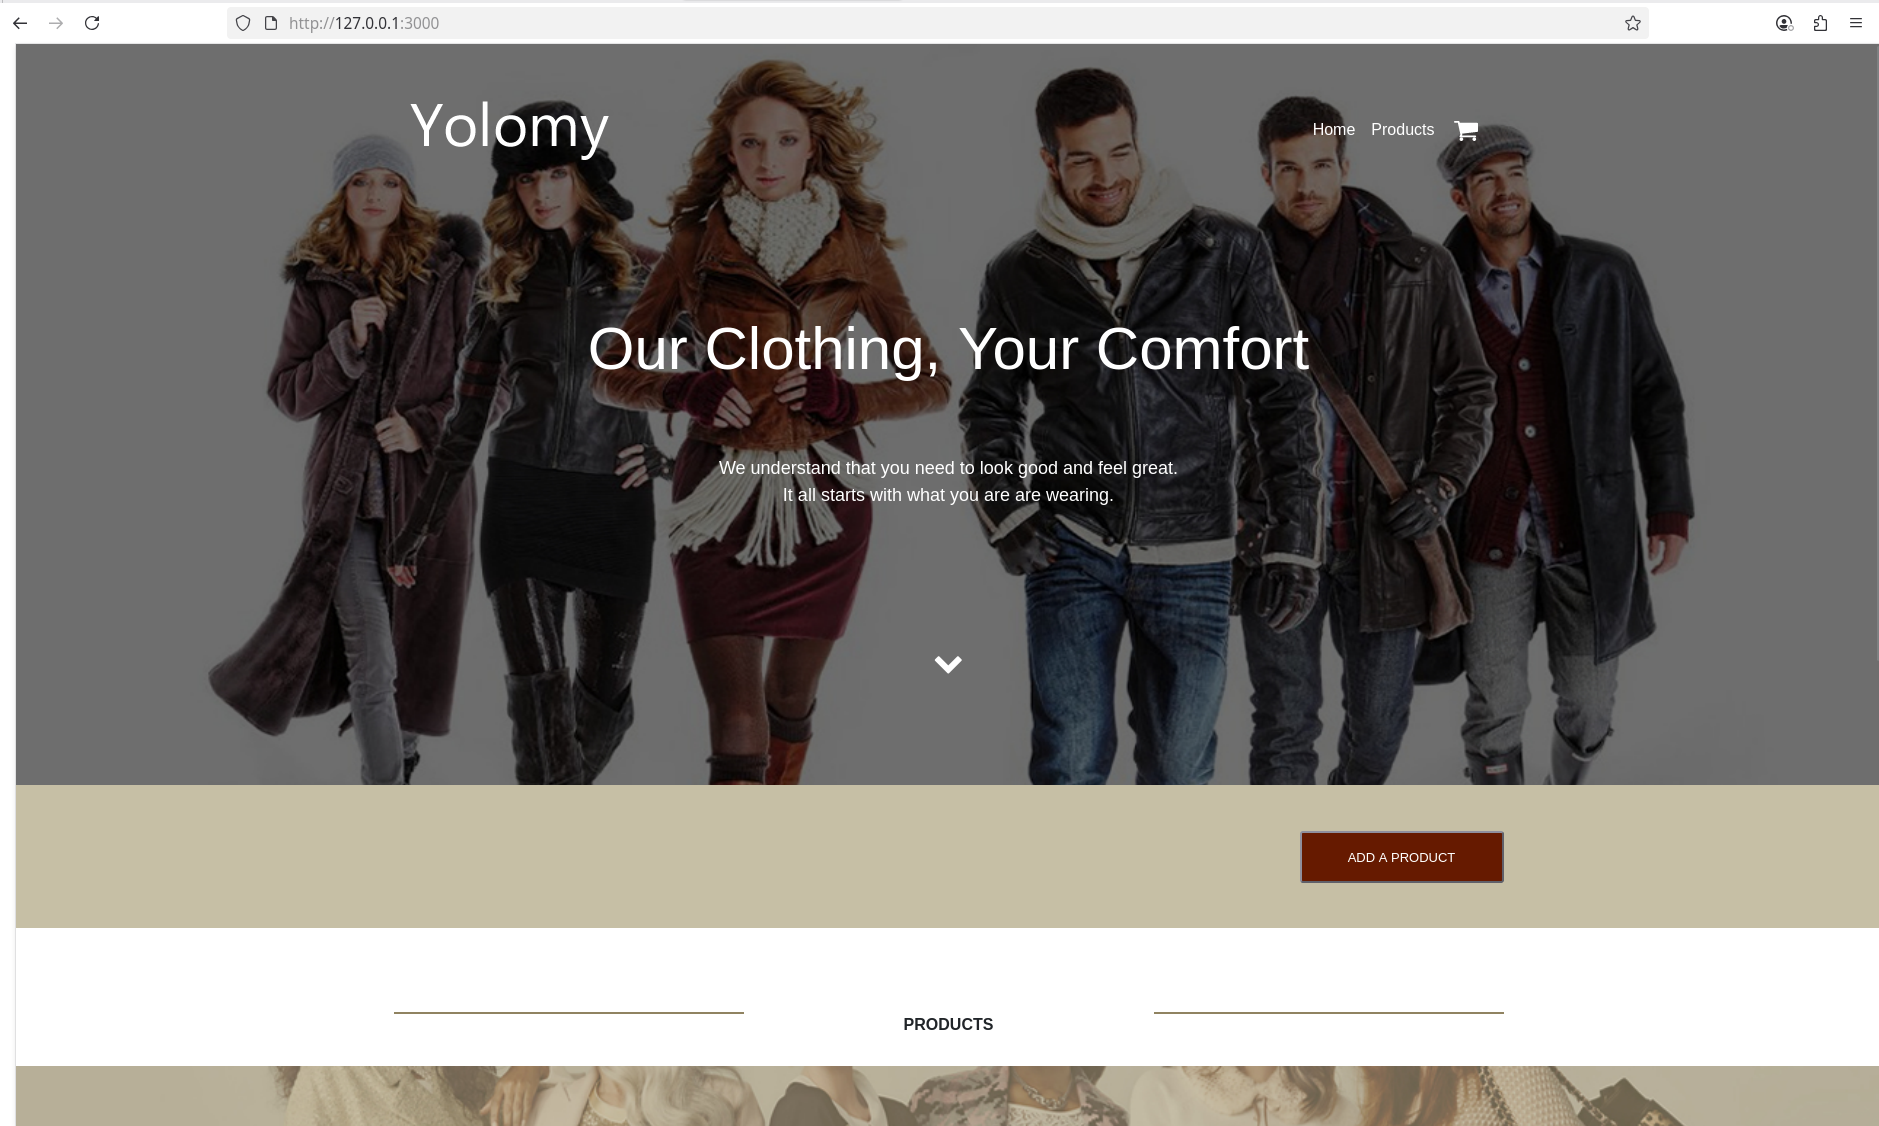 http://127.0.0.1:3000
Yolomy
Home Products
Our Clothing, Your Comfort
We understand that you need to look good and feel great.
It all starts with what you are are wearing.
ADD A PRODUCT
PRODUCTS